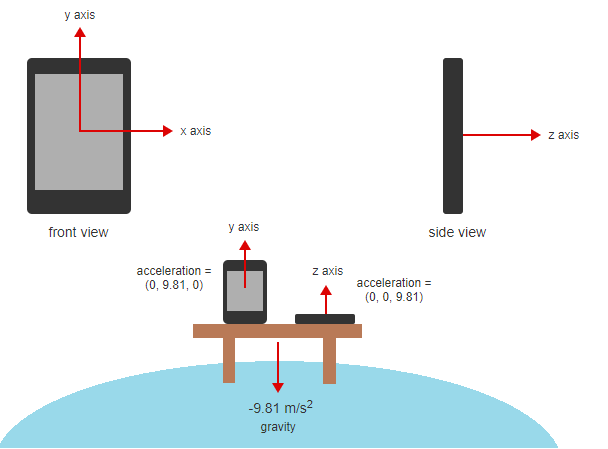 y axis
x axis
z axis
front view
side view
y axis
acceleration =
(0, 9.81, 0)
z axis
acceleration =
(0, 0, 9.81)
-9.81 m/s²
gravity